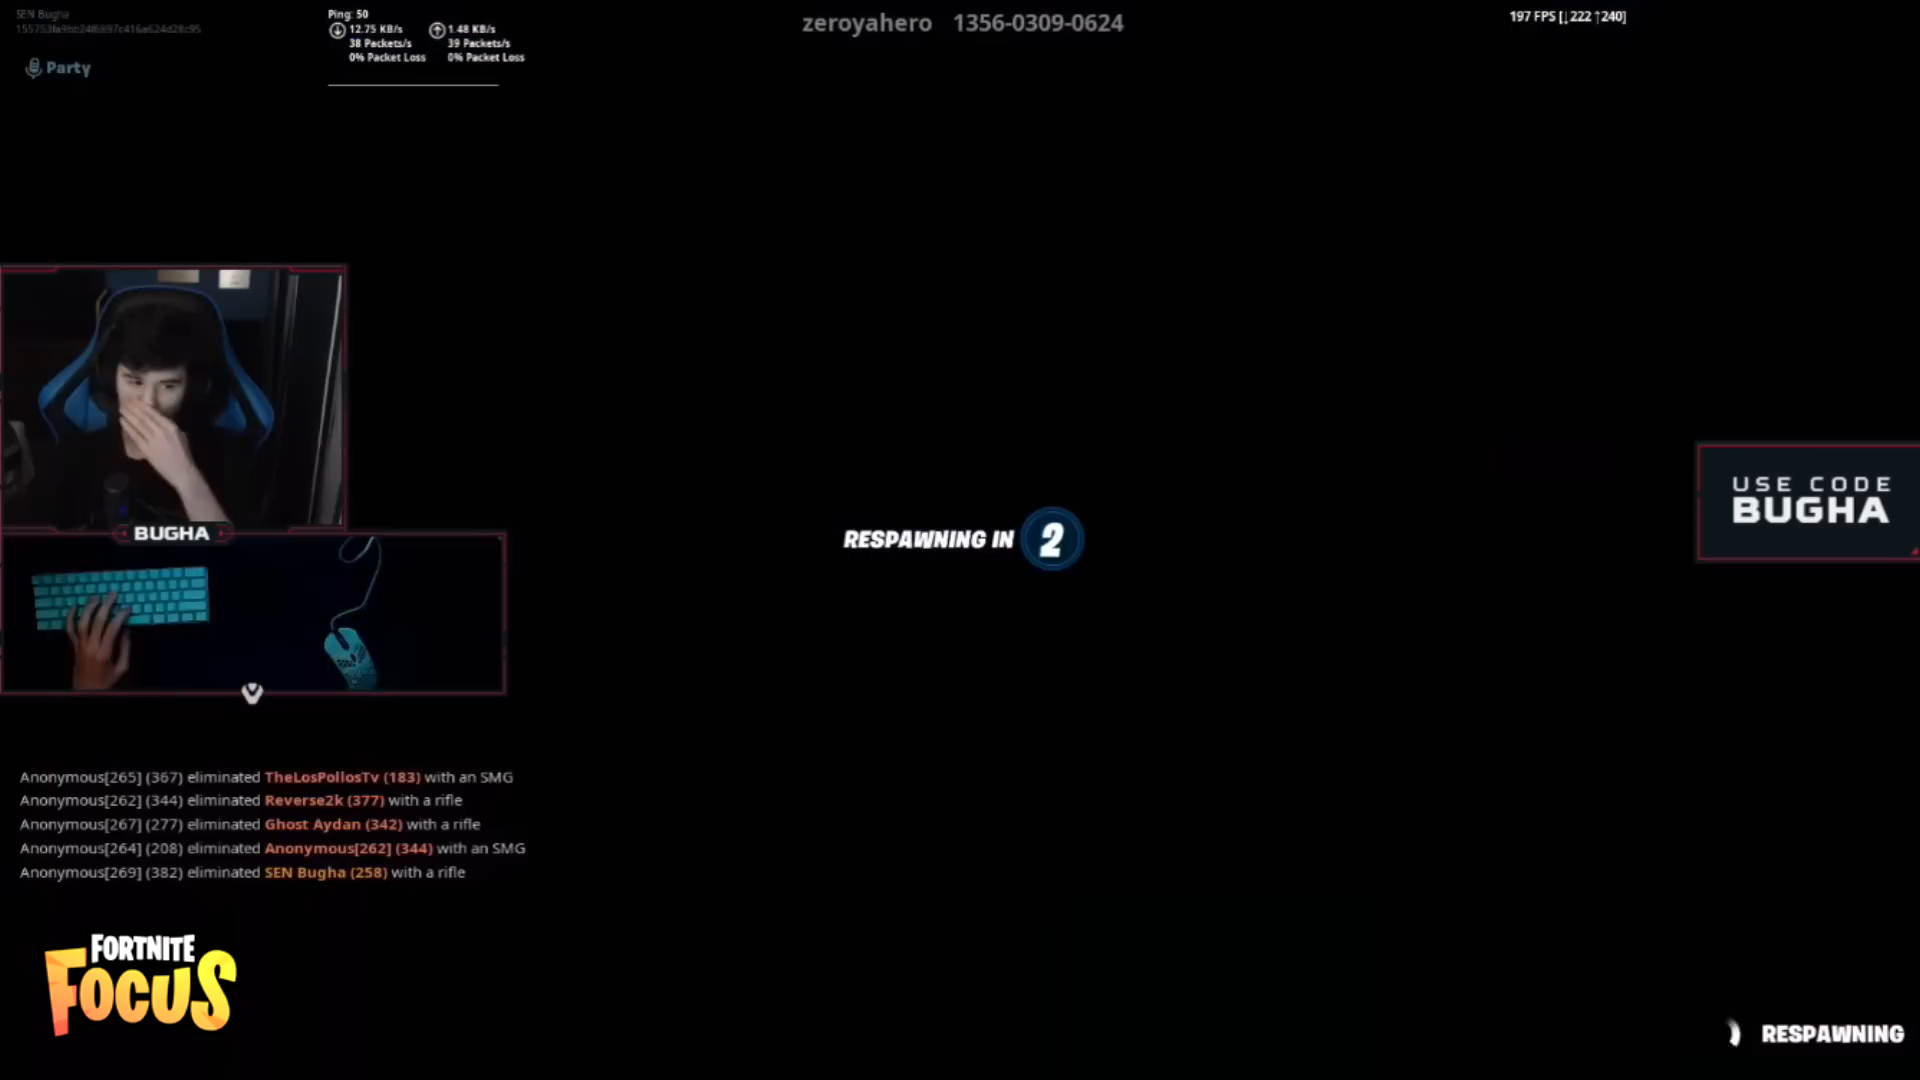 SEN Bugha
Party
Ping: 50
12.75 KB/s 1.48 KB/s
38 Packets/s 39 Packets/s
0% Packet Loss 0% Packet Loss
zeroyahero 1356-0309-0624
197 FPS [↓222 ↑240]
BUGHA
RESPAWNING IN 2
USE CODE
BUGHA
Anonymous[265] (367) eliminated TheLosPollosTv (183) with an SMG
Anonymous[262] (344) eliminated Reverse2k (377) with a rifle
Anonymous[267] (277) eliminated Ghost Aydan (342) with a rifle
Anonymous[264] (208) eliminated Anonymous[262] (344) with an SMG
Anonymous[269] (382) eliminated SEN Bugha (258) with a rifle
FORTNITE
FOCUS
RESPAWNING